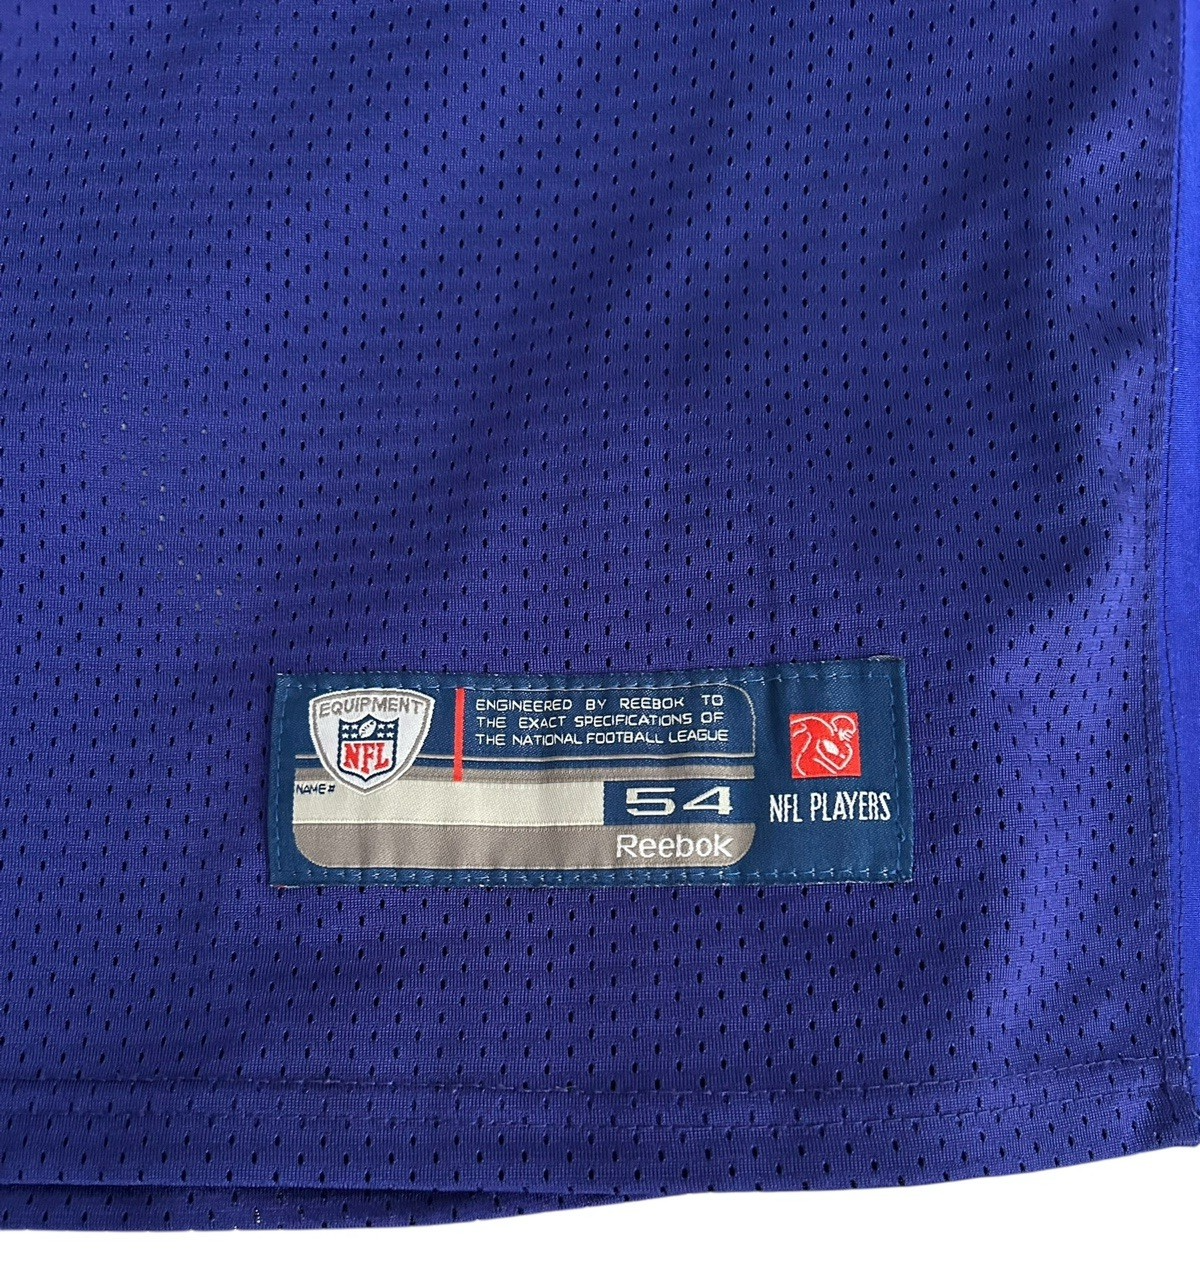 EQUIPMENT
NFL
ENGINEERED BY REEBOK TO
THE EXACT SPECIFICATIONS OF
THE NATIONAL FOOTBALL LEAGUE
NAME #
54
Reebok
NFL PLAYERS